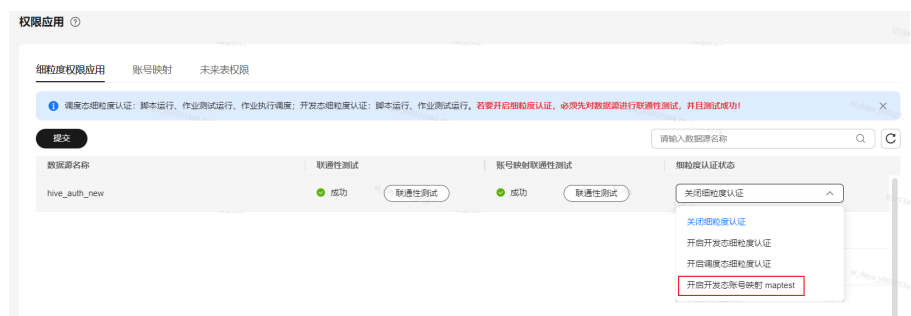 权限应用
细粒度权限应用 账号映射 未来表权限
调度态细粒度认证：脚本运行、作业测试运行、作业执行调度；开发态细粒度认证：脚本运行、作业测试运行。若要开启细粒度认证，必须先对数据源进行联通性测试，并且测试成功！
提交 请输入数据源名称
数据源名称 联通性测试 账号映射联通性测试 细粒度认证状态
hive_auth_new 成功 联通性测试 成功 联通性测试 关闭细粒度认证
关闭细粒度认证
开启开发态细粒度认证
开启调度态细粒度认证
开启开发态账号映射 maptest